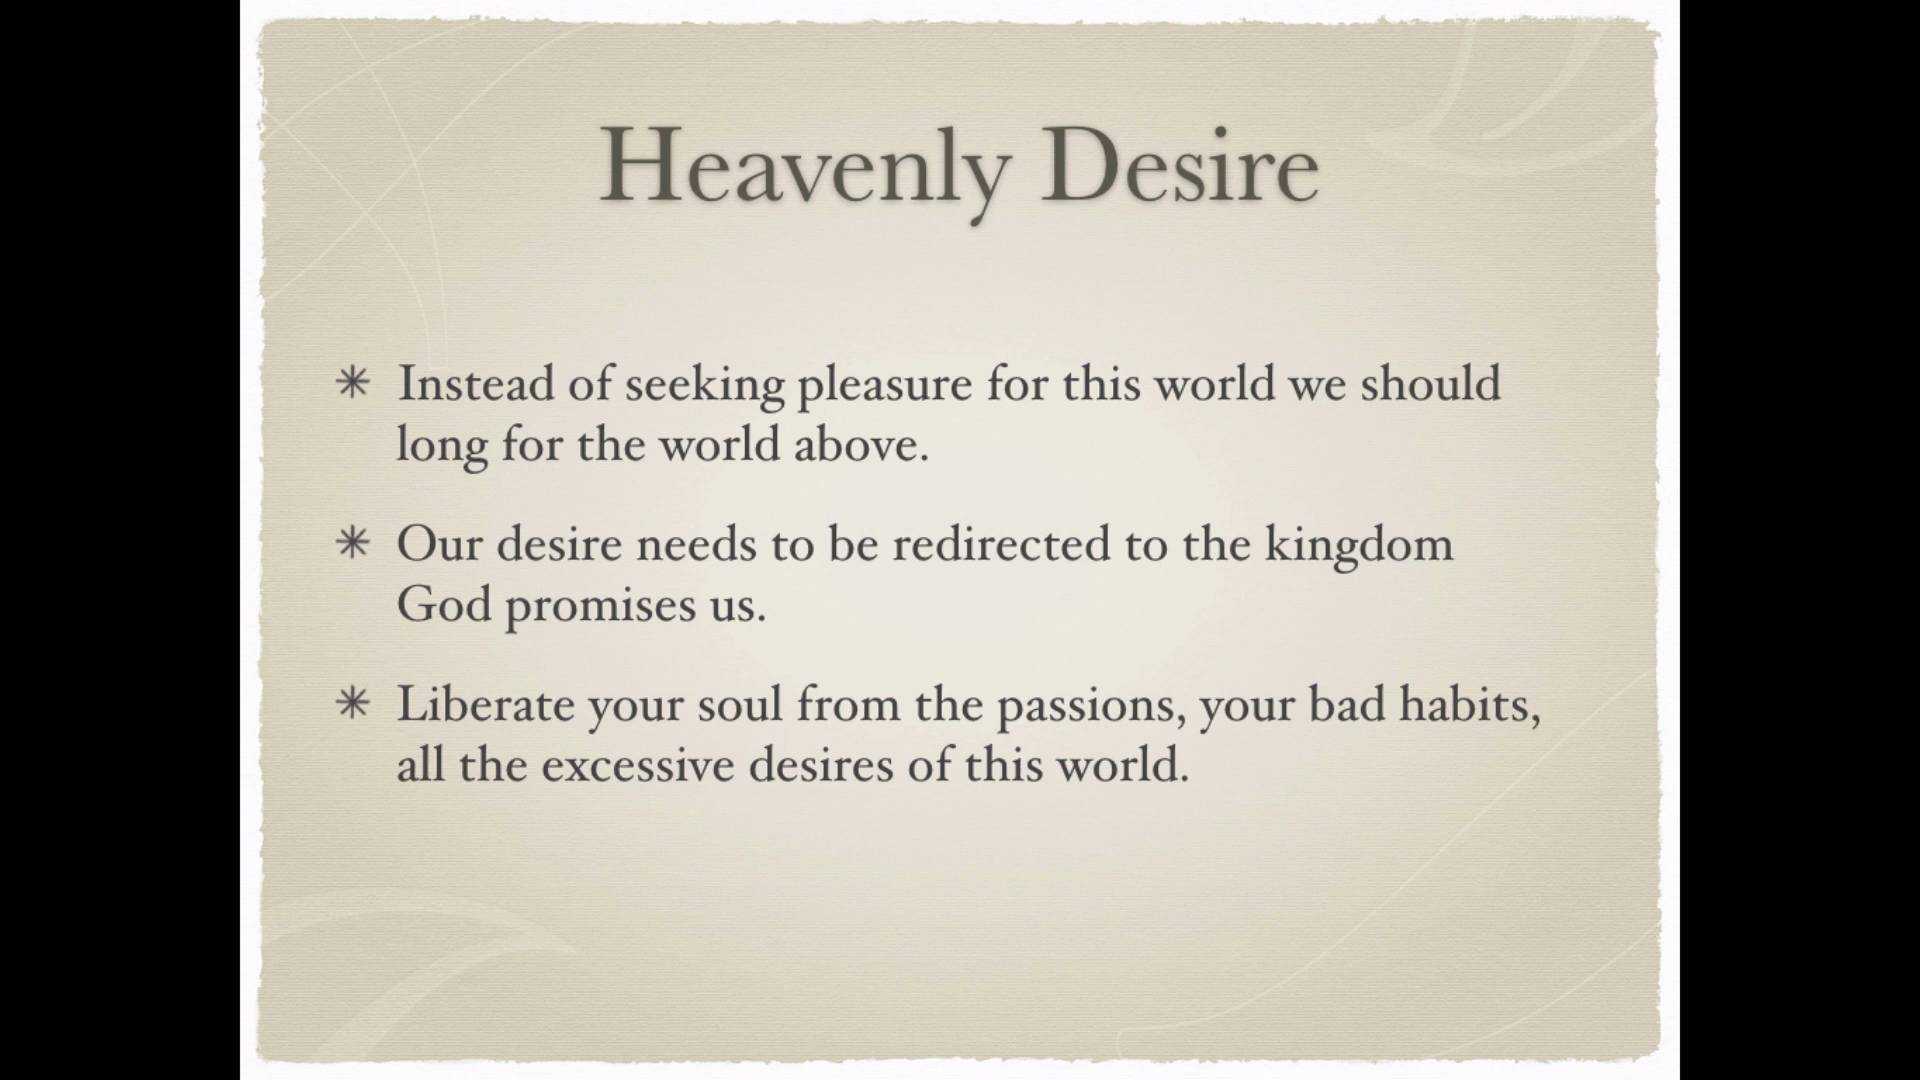 Heavenly Desire
✳ Instead of seeking pleasure for this world we should
long for the world above.
✳ Our desire needs to be redirected to the kingdom
God promises us.
✳ Liberate your soul from the passions, your bad habits,
all the excessive desires of this world.